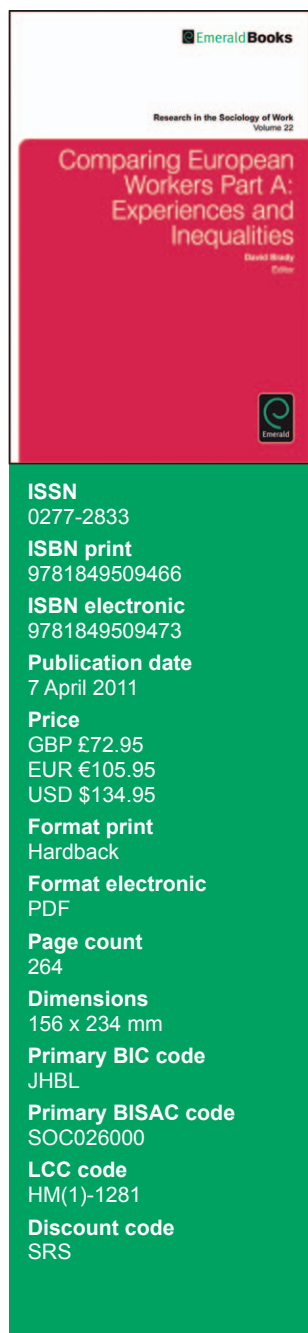 Emerald Books
Research in the Sociology of Work
Volume 22
Comparing European
Workers Part A:
Experiences and
Inequalities
David Brady
Editor
Emerald
ISSN
0277-2833
ISBN print
9781849509466
ISBN electronic
9781849509473
Publication date
7 April 2011
Price
GBP £72.95
EUR €105.95
USD $134.95
Format print
Hardback
Format electronic
PDF
Page count
264
Dimensions
156 x 234 mm
Primary BIC code
JHBL
Primary BISAC code
SOC026000
LCC code
HM(1)-1281
Discount code
SRS